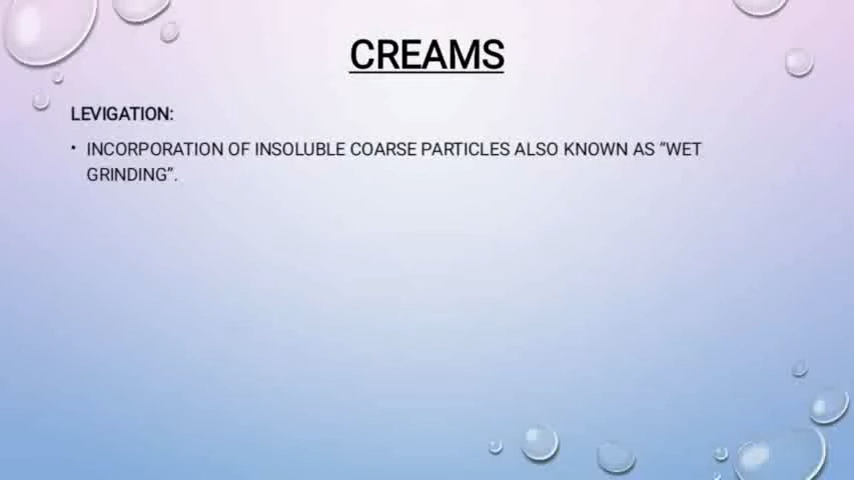 CREAMS
LEVIGATION:
• INCORPORATION OF INSOLUBLE COARSE PARTICLES ALSO KNOWN AS “WET
GRINDING”.